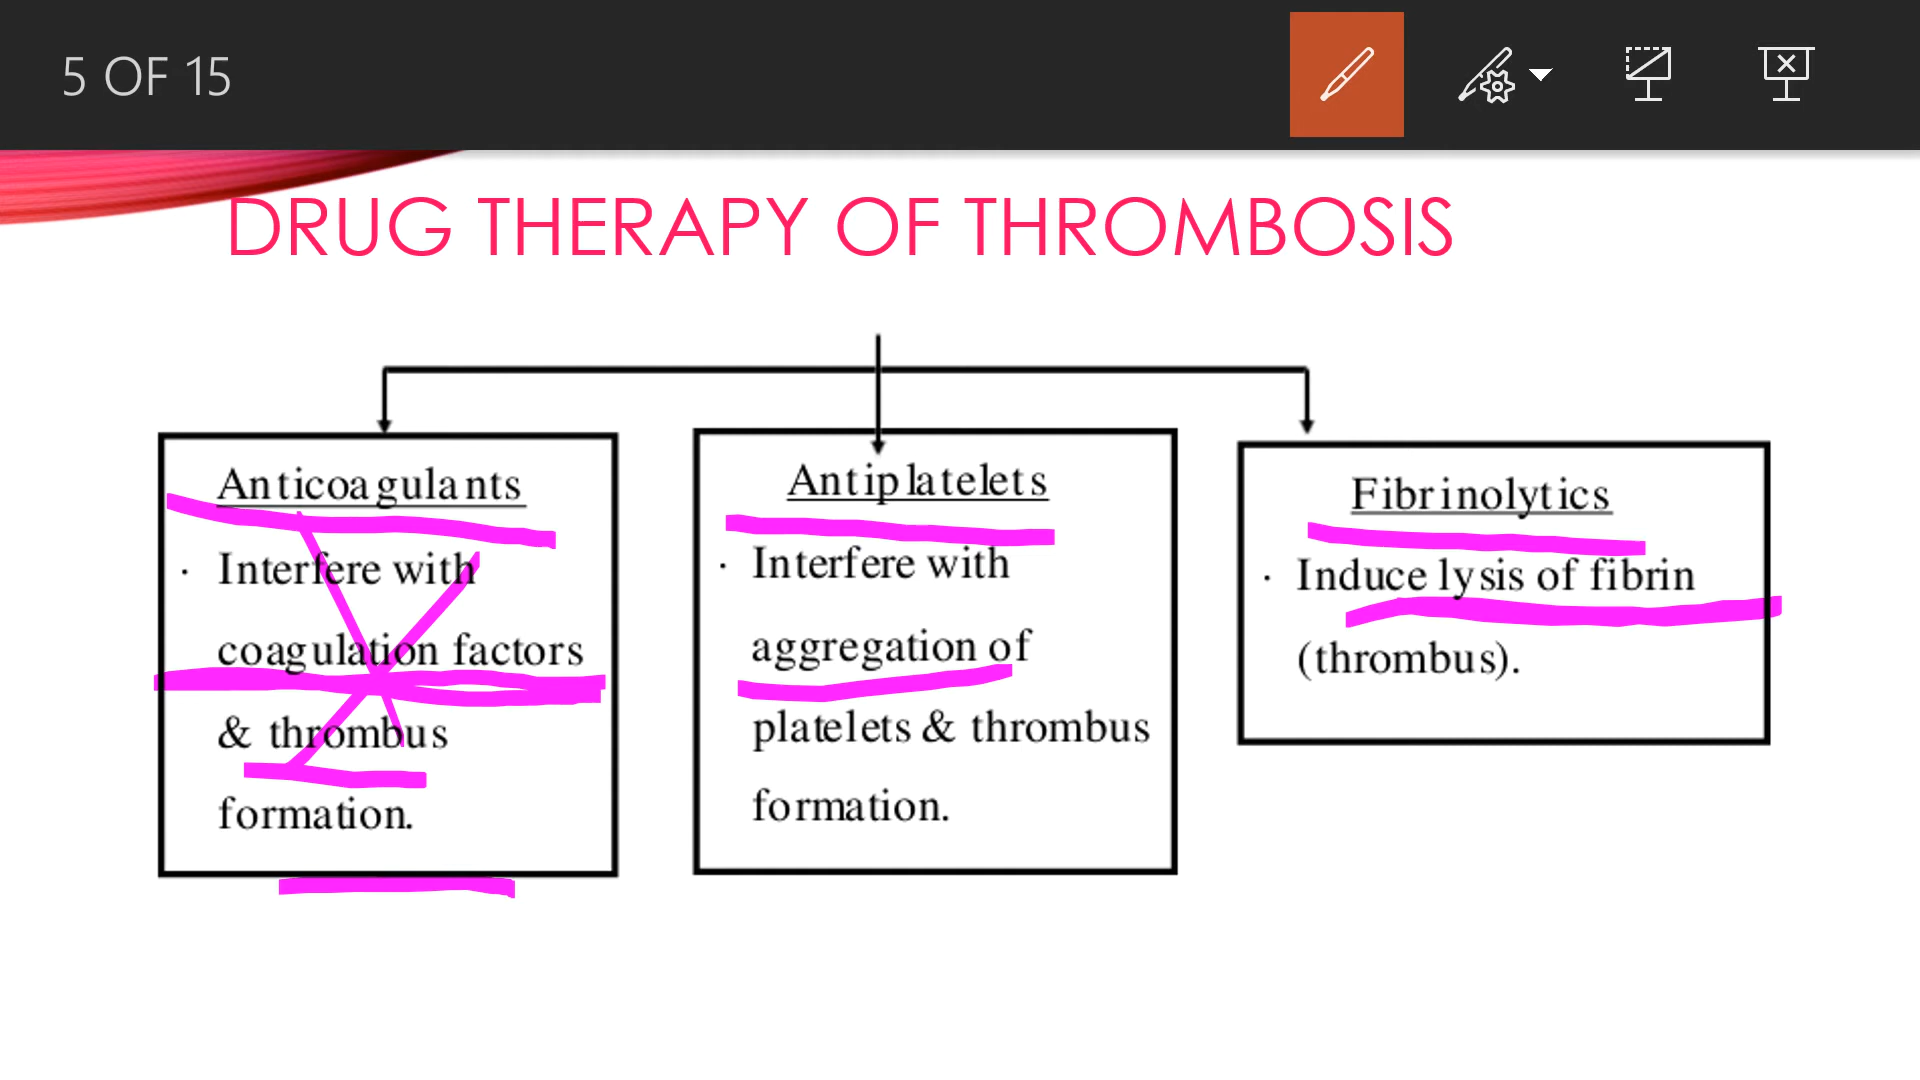 5 OF 15
DRUG THERAPY OF THROMBOSIS
Anticoagulants
· Interfere with
coagulation factors
& thrombus
formation.
Antiplatelets
· Interfere with
aggregation of
platelets & thrombus
formation.
Fibrinolytics
· Induce lysis of fibrin
(thrombus).